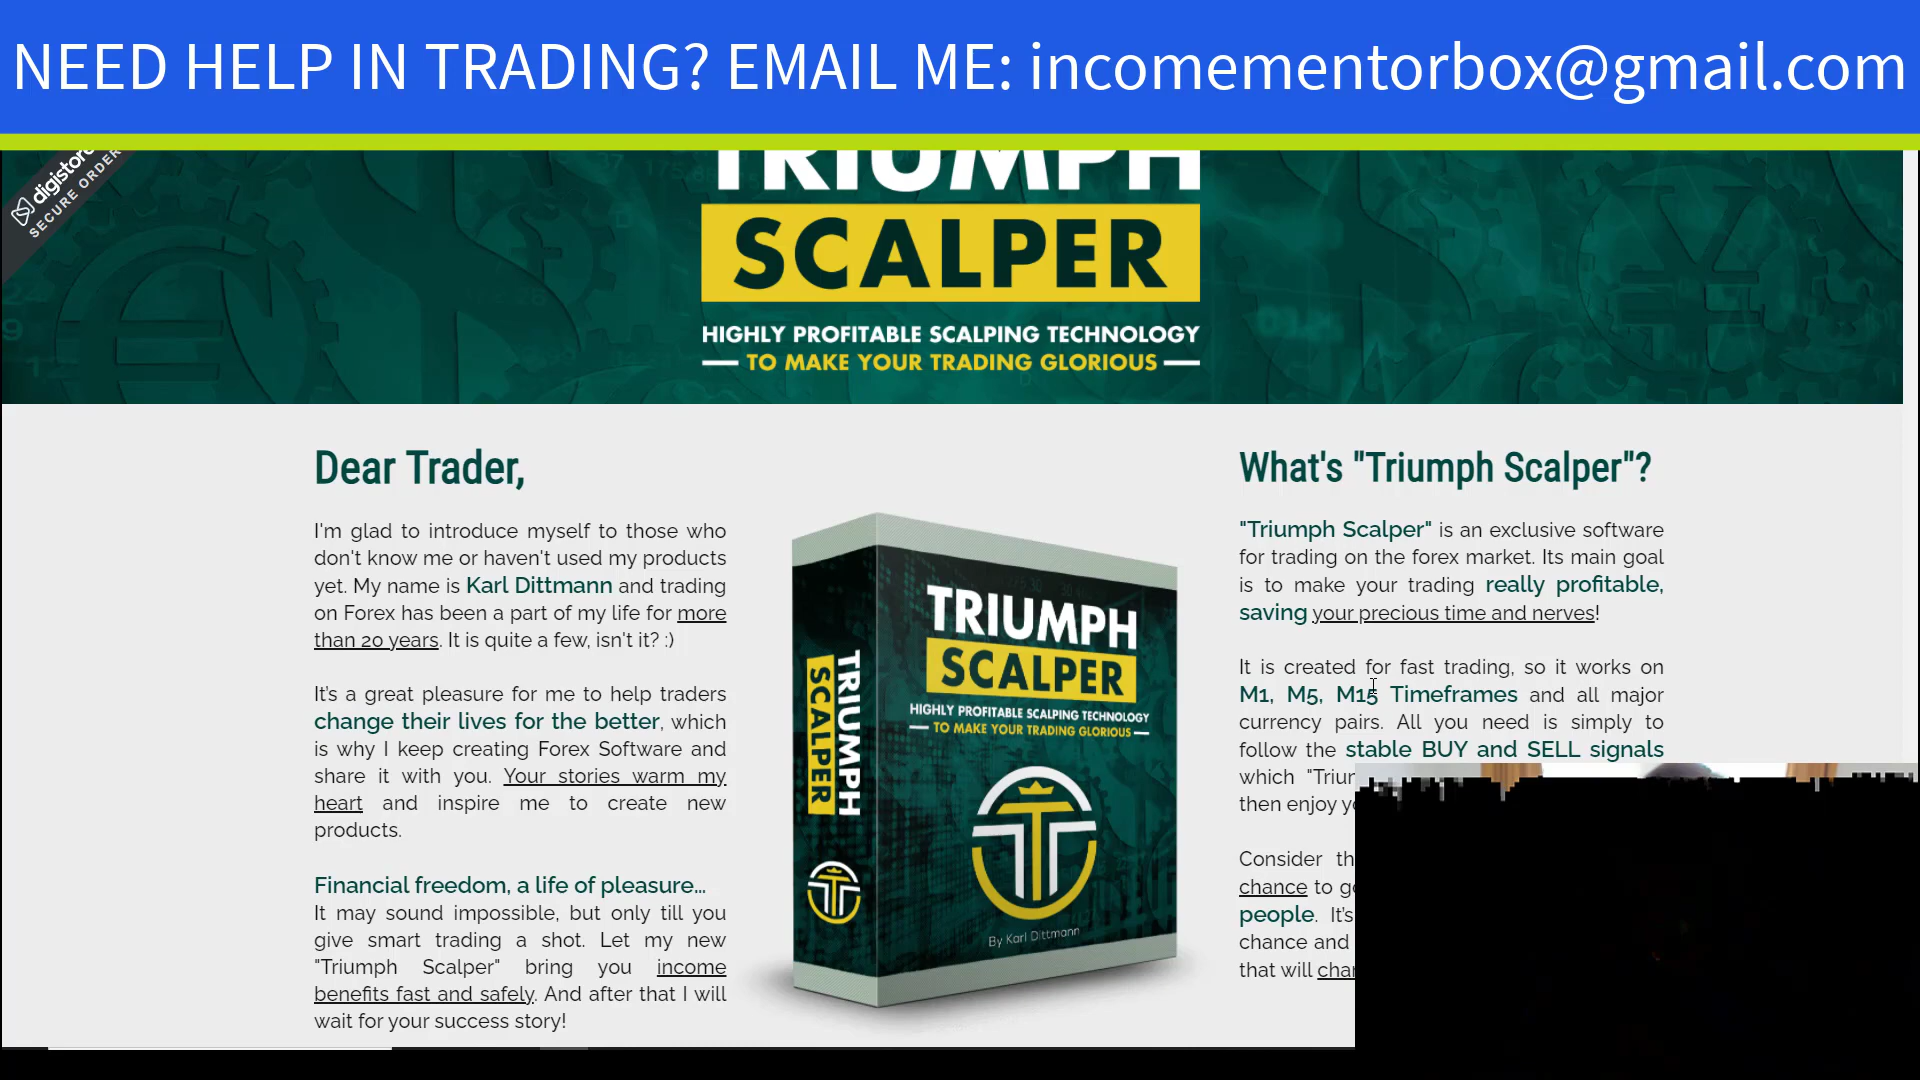 NEED HELP IN TRADING? EMAIL ME: incomementorbox@gmail.com
digistore
SECURE ORDER
TRIUMPH
SCALPER
HIGHLY PROFITABLE SCALPING TECHNOLOGY
TO MAKE YOUR TRADING GLORIOUS
Dear Trader,
I'm glad to introduce myself to those who
don't know me or haven't used my products
yet. My name is Karl Dittmann and trading
on Forex has been a part of my life for more
than 20 years. It is quite a few, isn't it? :)
It's a great pleasure for me to help traders
change their lives for the better, which
is why I keep creating Forex Software and
share it with you. Your stories warm my
heart and inspire me to create new
products.
Financial freedom, a life of pleasure...
It may sound impossible, but only till you
give smart trading a shot. Let my new
"Triumph Scalper" bring you income
benefits fast and safely. And after that I will
wait for your success story!
TRIUMPH
SCALPER
TRIUMPH
SCALPER
HIGHLY PROFITABLE SCALPING TECHNOLOGY
TO MAKE YOUR TRADING GLORIOUS
By Karl Dittmann
What's "Triumph Scalper"?
"Triumph Scalper" is an exclusive software
for trading on the forex market. Its main goal
is to make your trading really profitable,
saving your precious time and nerves!
It is created for fast trading, so it works on
M1, M5, M15 Timeframes and all major
currency pairs. All you need is simply to
follow the stable BUY and SELL signals
which
then enjoy
Consider
chance to
people. It's
chance and
that will